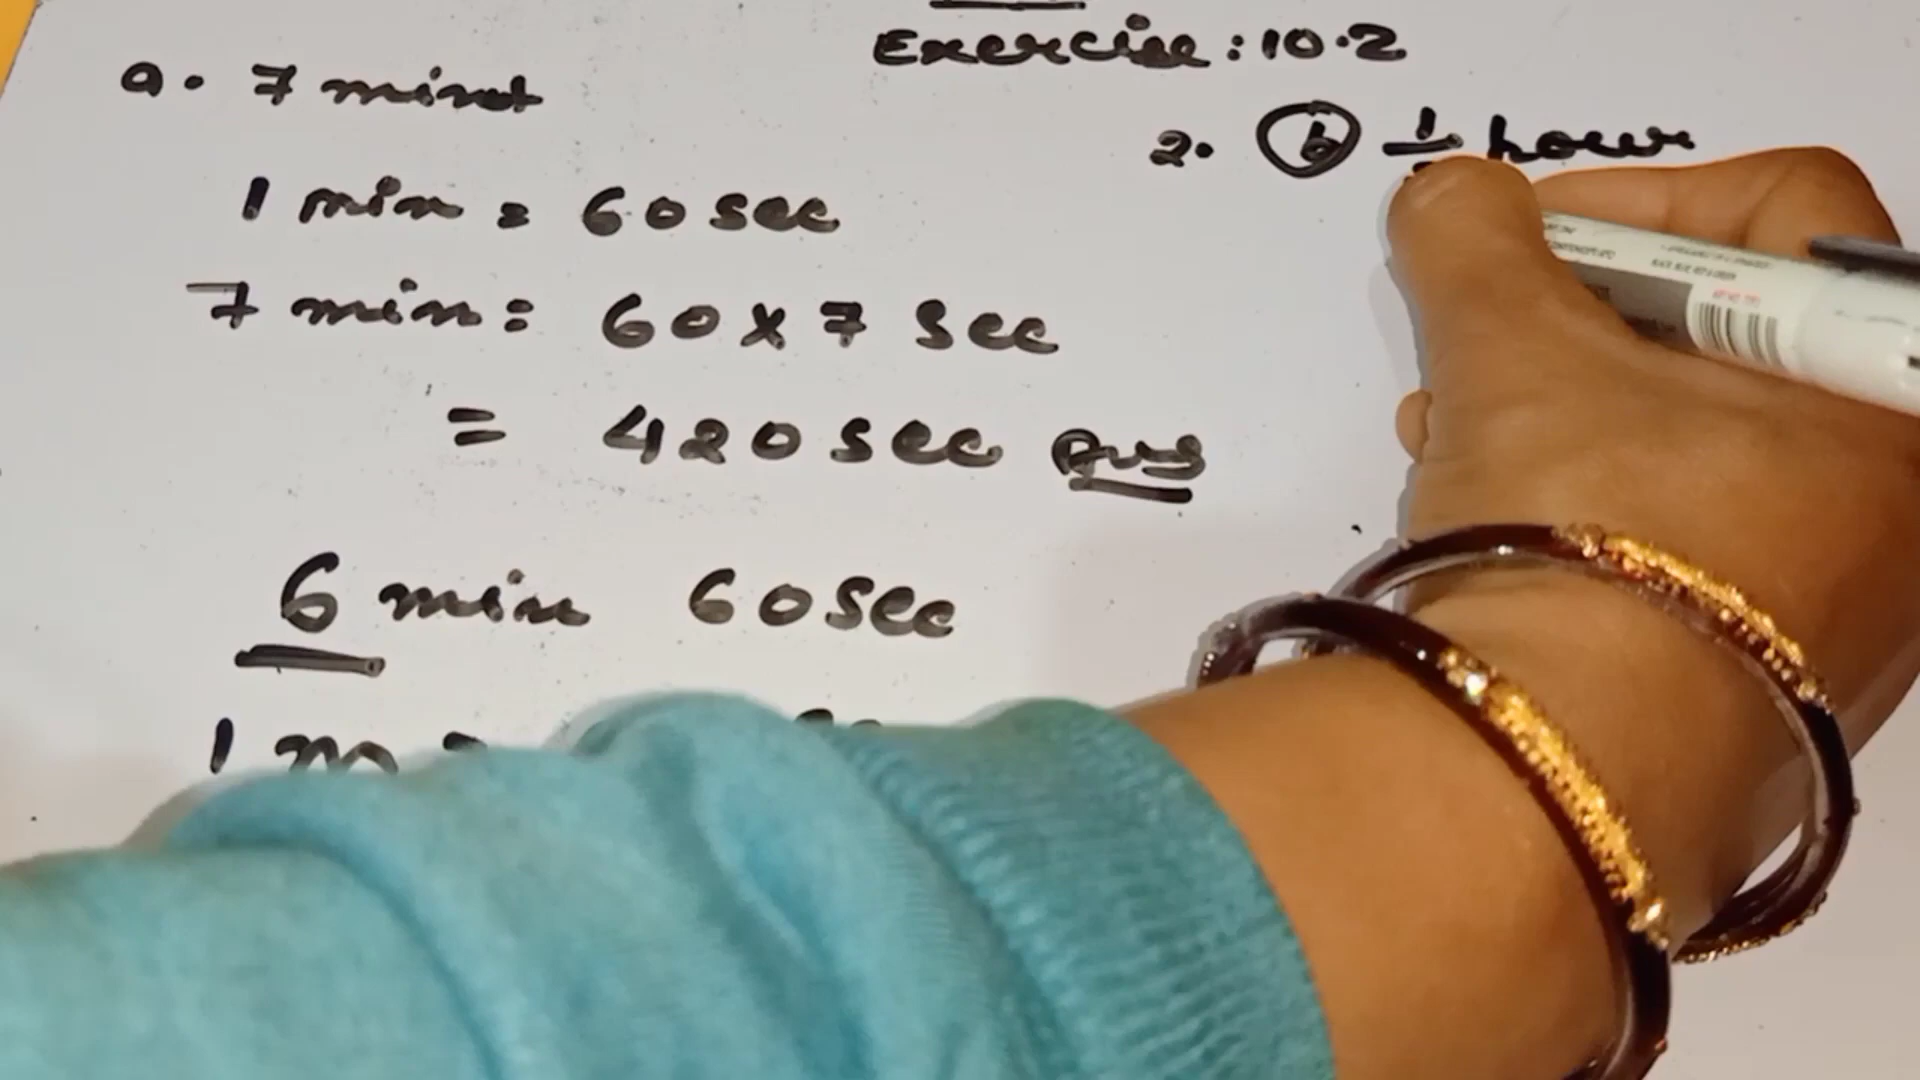 Exercise: 10.2
a. 7 minut
1 min = 60 sec
7 min = 60 x 7 sec
= 420 sec Ans
6 min 60 sec
1 m
2. (b) hour